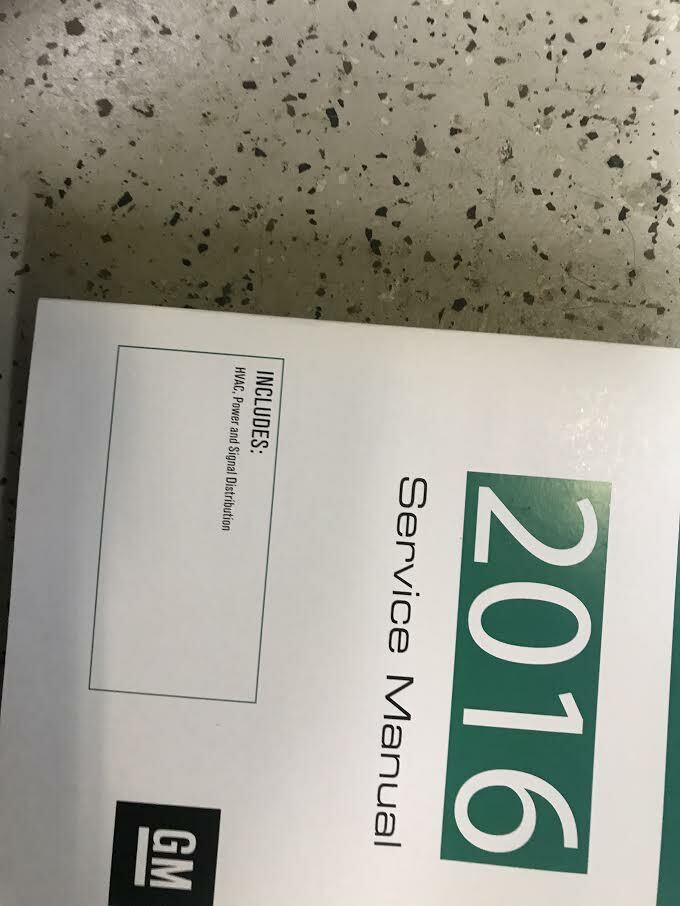 2016
Service Manual
INCLUDES:
HVAC, Power and Signal Distribution
GM